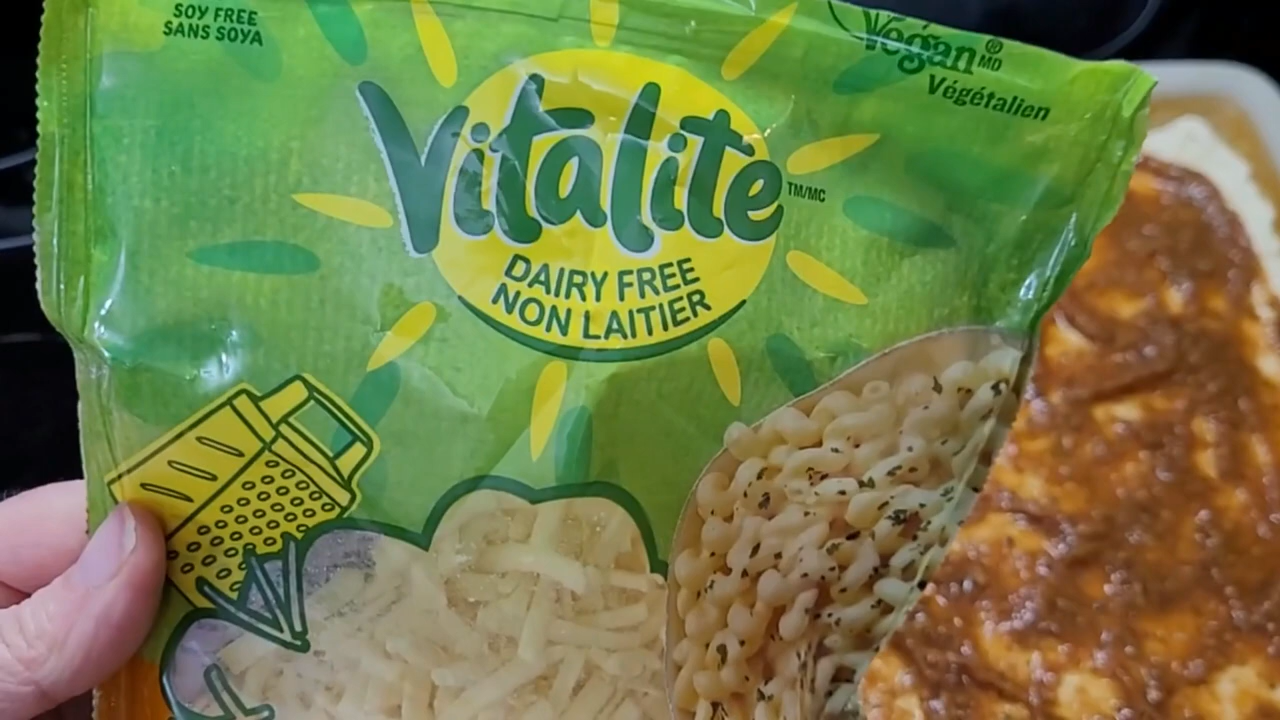 SOY FREE
SANS SOYA
Vegan® MD
Végétalien
Vitalite TM/MC
DAIRY FREE
NON LAITIER